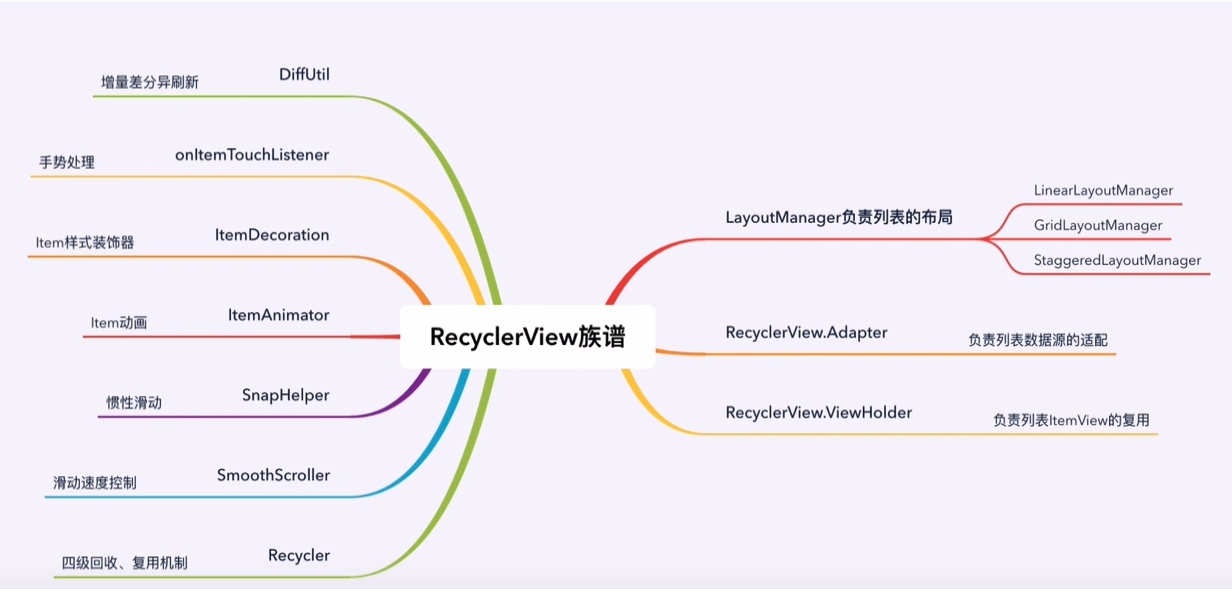 RecyclerView族谱
DiffUtil
增量差分异刷新
onItemTouchListener
手势处理
ItemDecoration
Item样式装饰器
ItemAnimator
Item动画
SnapHelper
惯性滑动
SmoothScroller
滑动速度控制
Recycler
四级回收、复用机制
LayoutManager负责列表的布局
LinearLayoutManager
GridLayoutManager
StaggeredLayoutManager
RecyclerView.Adapter
负责列表数据源的适配
RecyclerView.ViewHolder
负责列表ItemView的复用